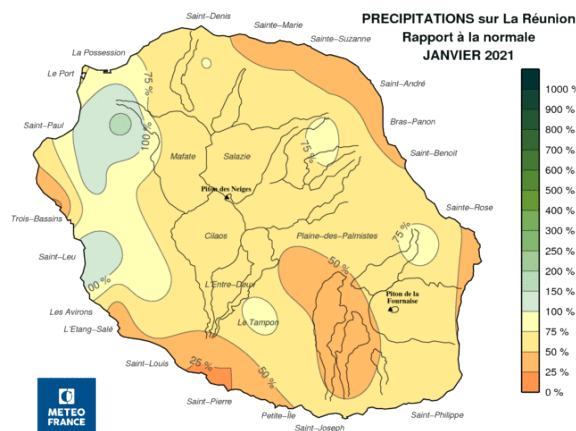 PRECIPITATIONS sur La Réunion
Rapport à la normale
JANVIER 2021
Saint-Denis
Sainte-Marie
Sainte-Suzanne
La Possession
Le Port
75 %
Saint-André
Saint-Paul
100 %
Bras-Panon
75 %
Saint-Benoit
Mafate
Salazie
Piton des Neiges
Trois-Bassins
Sainte-Rose
Cilaos
Plaine-des-Palmistes
75 %
Saint-Leu
50 %
00 %
L'Entre-Deux
Piton de la
Fournaise
Les Avirons
L'Etang-Salé
Le Tampon
Saint-Louis
25 %
50 %
Saint-Pierre
Petite-Île
Saint-Joseph
Saint-Philippe
1000 %
900 %
800 %
700 %
600 %
500 %
400 %
300 %
250 %
200 %
150 %
100 %
75 %
50 %
25 %
0 %
METEO
FRANCE